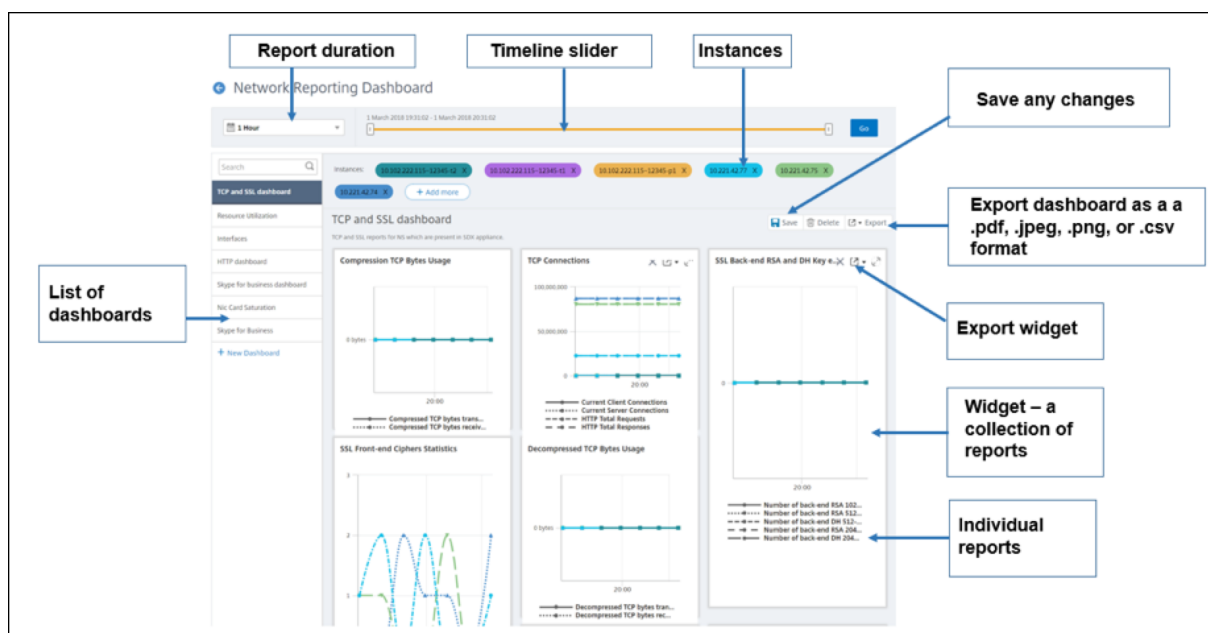 Report duration
Timeline slider
Instances
Network Reporting Dashboard
Save any changes
1 March 2018 19:31:02 - 1 March 2018 20:31:02
1 Hour
Go
Search
Instances:
10.102.222.115-12345-t2 X
10.102.222.115-12345-t1 X
10.102.222.115-12345-p1 X
10.221.42.77 X
10.221.42.75 X
TCP and SSL dashboard
10.221.42.74 X
+ Add more
Export dashboard as a a
.pdf, .jpeg, .png, or .csv
format
Resource Utilization
TCP and SSL dashboard
Save
Delete
Export
TCP and SSL reports for NS which are present in SDX appliance.
Interfaces
HTTP dashboard
Skype for business dashboard
Nic Card Saturation
Skype for Business
+ New Dashboard
List of
dashboards
Compression TCP Bytes Usage
0 bytes
20:00
Compressed TCP bytes trans...
Compressed TCP bytes receiv...
TCP Connections
100,000,000
50,000,000
0
20:00
Current Client Connections
Current Server Connections
HTTP Total Requests
HTTP Total Responses
SSL Back-end RSA and DH Key e...
0
20:00
Number of back-end RSA 102...
Number of back-end RSA 512...
Number of back-end DH 512-...
Number of back-end RSA 204...
Number of back-end DH 204...
Export widget
Widget – a
collection of
reports
Individual
reports
SSL Front-end Ciphers Statistics
3
2
1
Decompressed TCP Bytes Usage
0 bytes
20:00
Decompressed TCP bytes tran...
Decompressed TCP bytes rec...